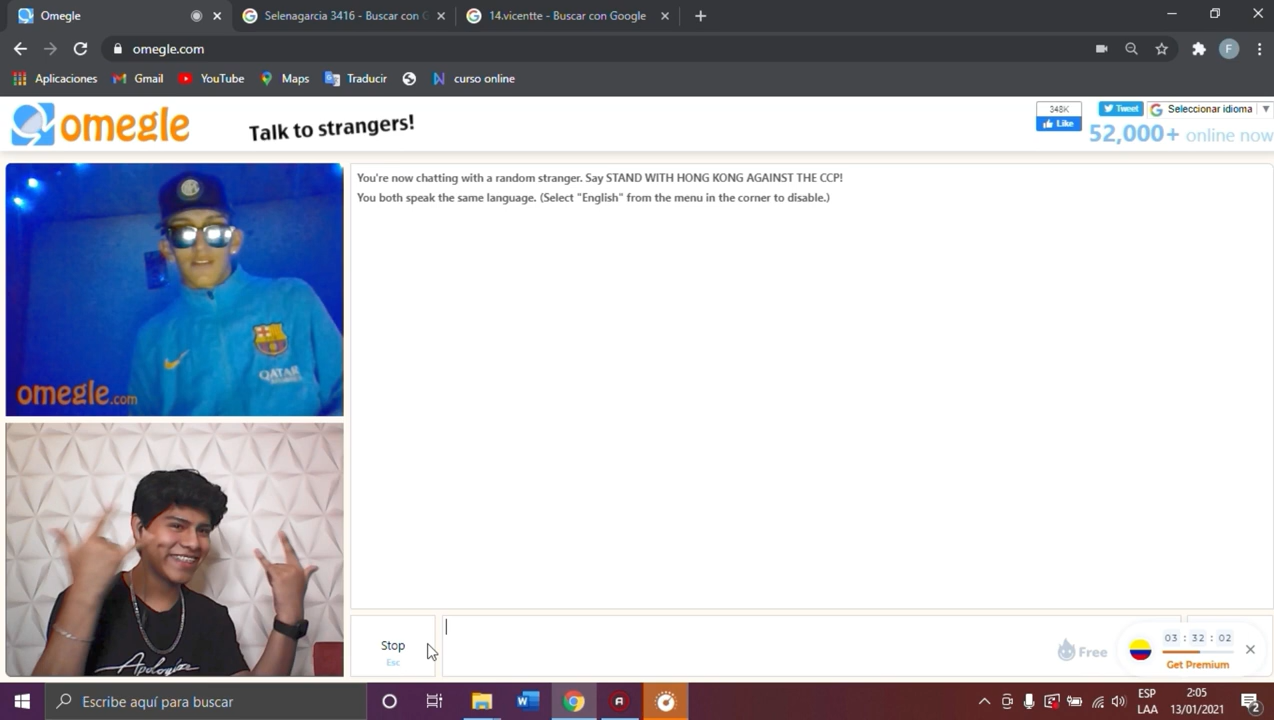 Omegle
Selenagarcia 3416 - Buscar con G
14.vicentte - Buscar con Google
omegle.com
F
Aplicaciones
Gmail
YouTube
Maps
Traducir
curso online
omegle
Talk to strangers!
348K
Like
Tweet
Seleccionar idioma
52,000+ online now
You're now chatting with a random stranger. Say STAND WITH HONG KONG AGAINST THE CCP!
You both speak the same language. (Select "English" from the menu in the corner to disable.)
QATAR
omegle.com
Stop
Esc
Free
03 : 32 : 02
Get Premium
Escribe aquí para buscar
ESP
LAA
2:05
13/01/2021
2